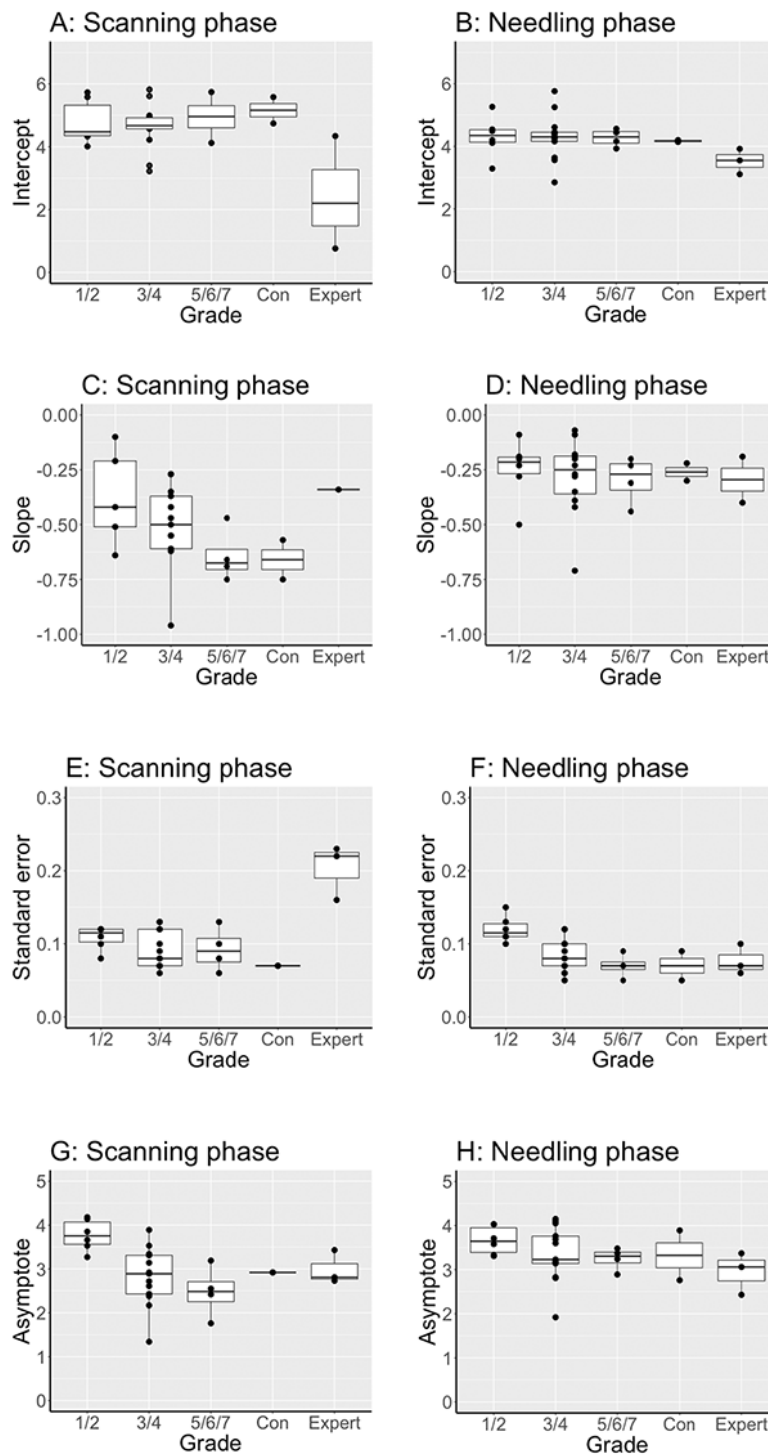 A: Scanning phase
Intercept
6
4
2
0
1/2 3/4 5/6/7 Con Expert
Grade
B: Needling phase
Intercept
6
4
2
0
1/2 3/4 5/6/7 Con Expert
Grade
C: Scanning phase
Slope
0.00
-0.25
-0.50
-0.75
-1.00
1/2 3/4 5/6/7 Con Expert
Grade
D: Needling phase
Slope
0.00
-0.25
-0.50
-0.75
-1.00
1/2 3/4 5/6/7 Con Expert
Grade
E: Scanning phase
Standard error
0.3
0.2
0.1
0.0
1/2 3/4 5/6/7 Con Expert
Grade
F: Needling phase
Standard error
0.3
0.2
0.1
0.0
1/2 3/4 5/6/7 Con Expert
Grade
G: Scanning phase
Asymptote
5
4
3
2
1
0
1/2 3/4 5/6/7 Con Expert
Grade
H: Needling phase
Asymptote
5
4
3
2
1
0
1/2 3/4 5/6/7 Con Expert
Grade